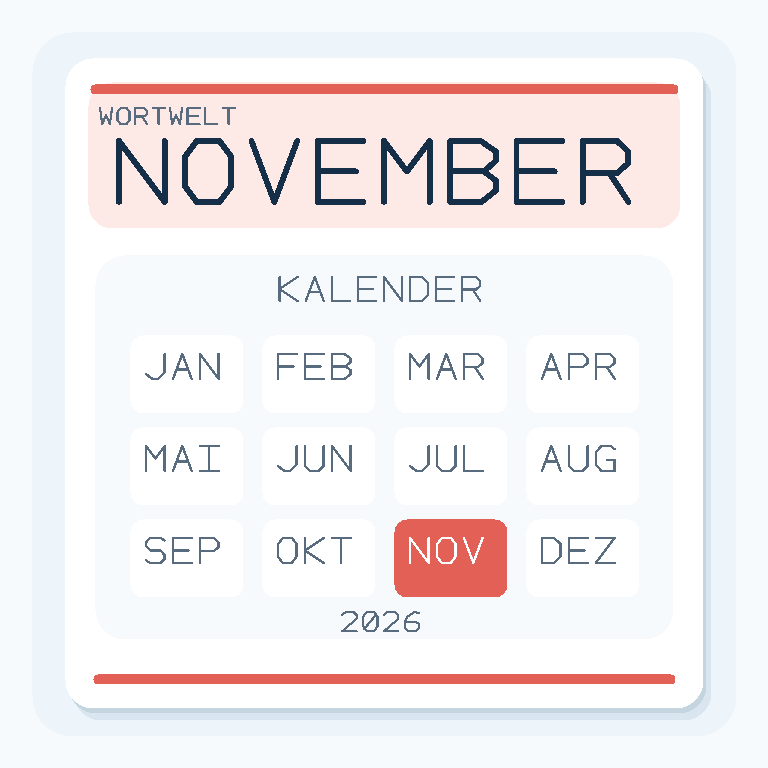 WORTWELT
NOVEMBER
KALENDER
JAN FEB MAR APR
MAI JUN JUL AUG
SEP OKT NOV DEZ
2026